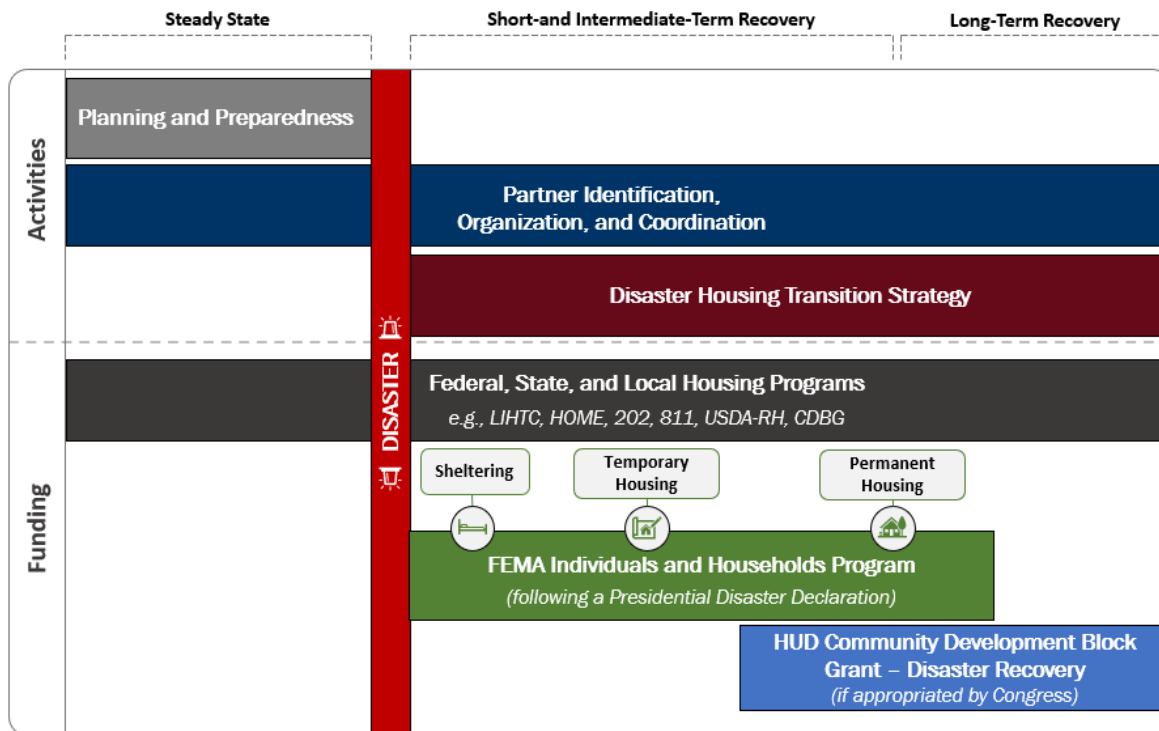 Steady State
Short-and Intermediate-Term Recovery
Long-Term Recovery
Activities
Planning and Preparedness
Partner Identification,
Organization, and Coordination
Disaster Housing Transition Strategy
DISASTER
Funding
Federal, State, and Local Housing Programs
e.g., LIHTC, HOME, 202, 811, USDA-RH, CDBG
Sheltering
Temporary
Housing
Permanent
Housing
FEMA Individuals and Households Program
(following a Presidential Disaster Declaration)
HUD Community Development Block
Grant – Disaster Recovery
(if appropriated by Congress)